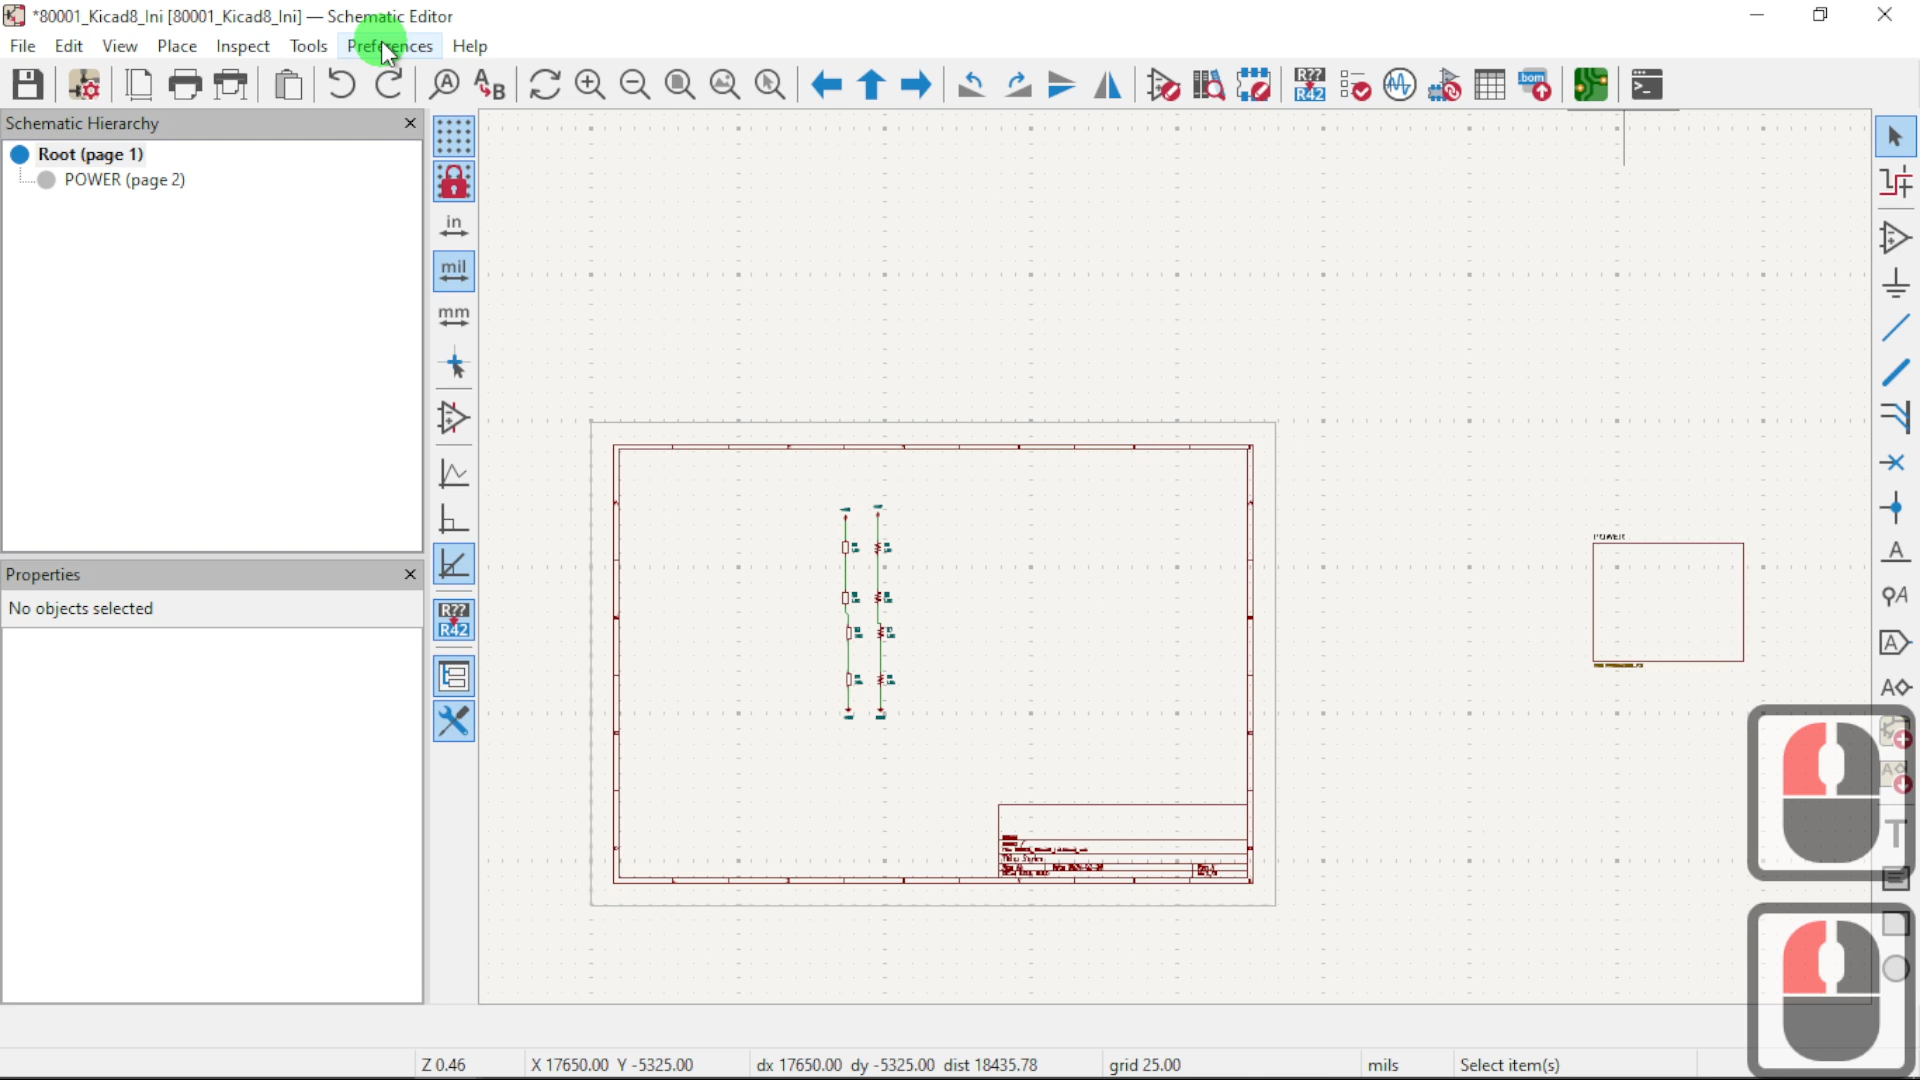 *80001_Kicad8_Ini [80001_Kicad8_Ini] — Schematic Editor
File Edit View Place Inspect Tools Preferences Help
A
A B
R??
R42
bom
Schematic Hierarchy
Root (page 1)
POWER (page 2)
in
mil
mm
Properties
No objects selected
R??
R42
POWER
A
A
A
A
A
T
Z 0.46 X 17650.00 Y -5325.00 dx 17650.00 dy -5325.00 dist 18435.78 grid 25.00 mils Select item(s)